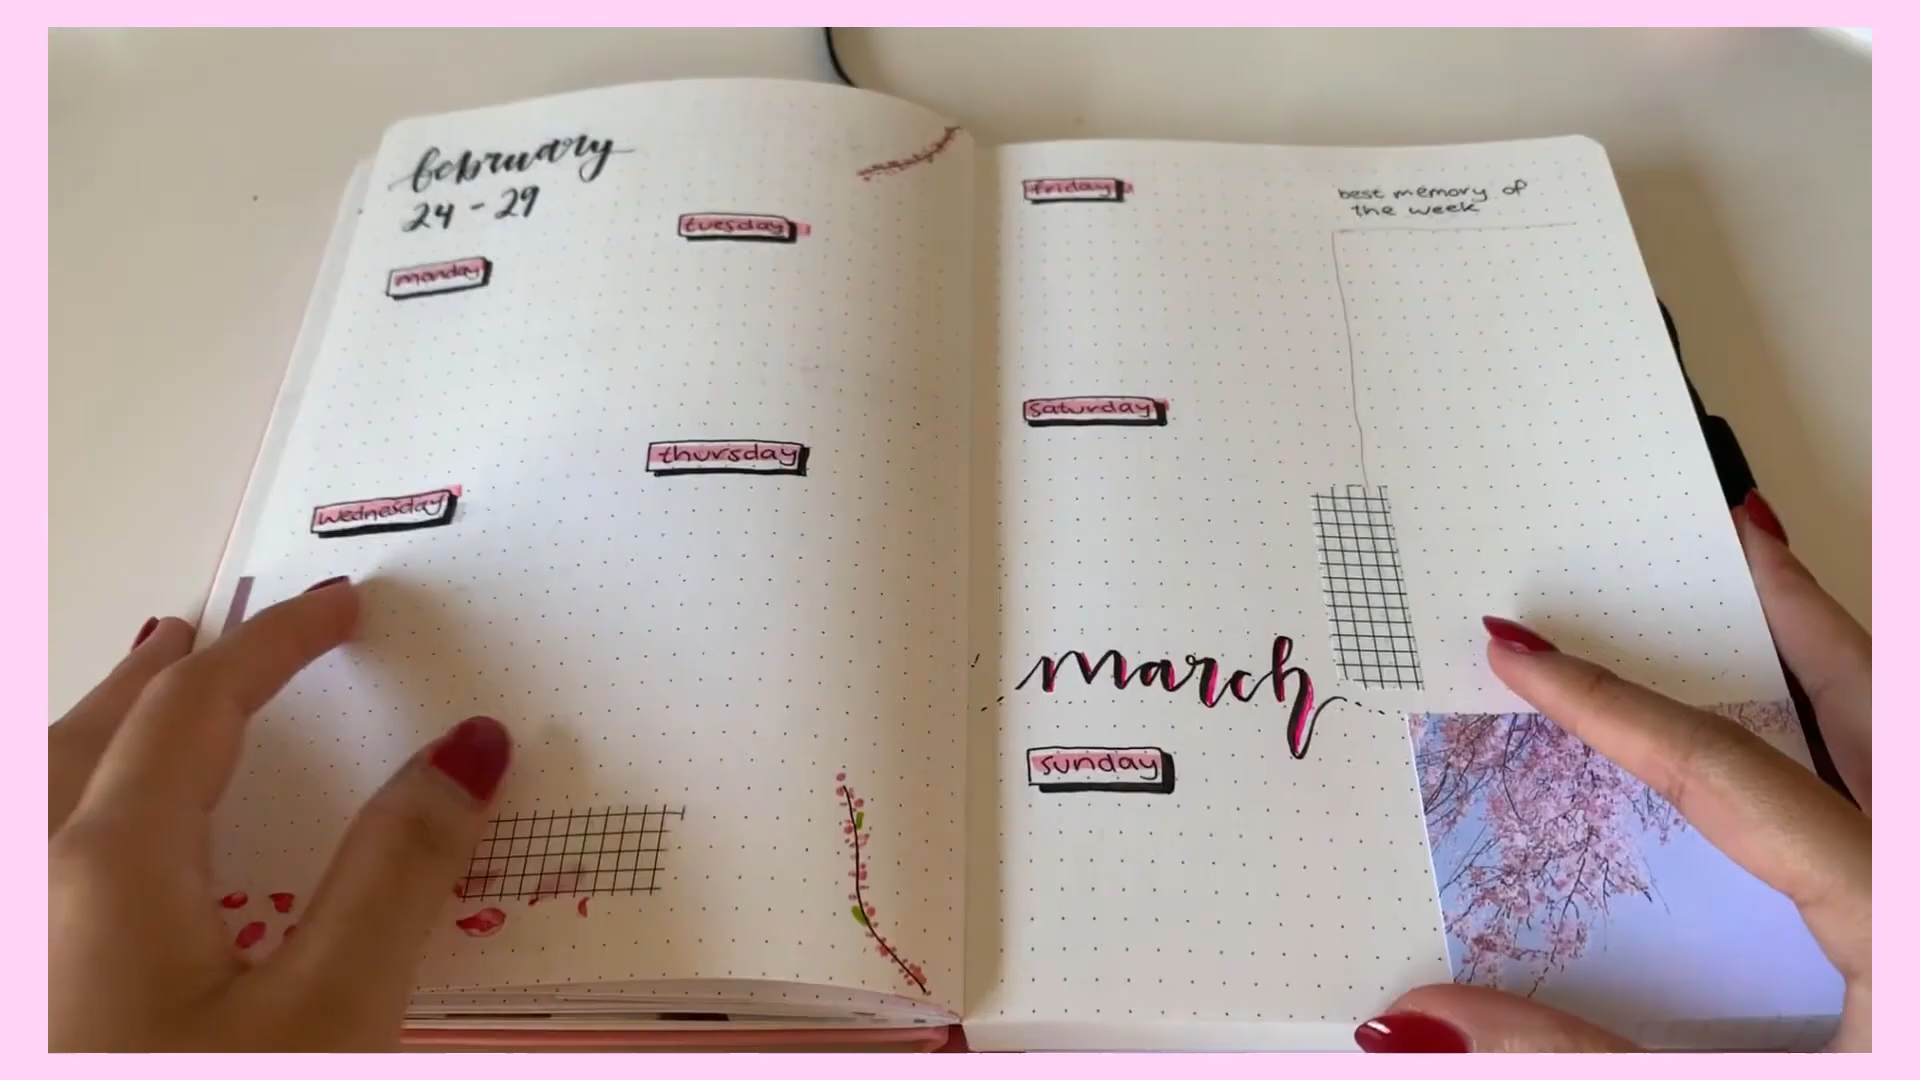 february
24 - 29
monday
tuesday
wednesday
thursday
friday
best memory of
the week
saturday
march
sunday